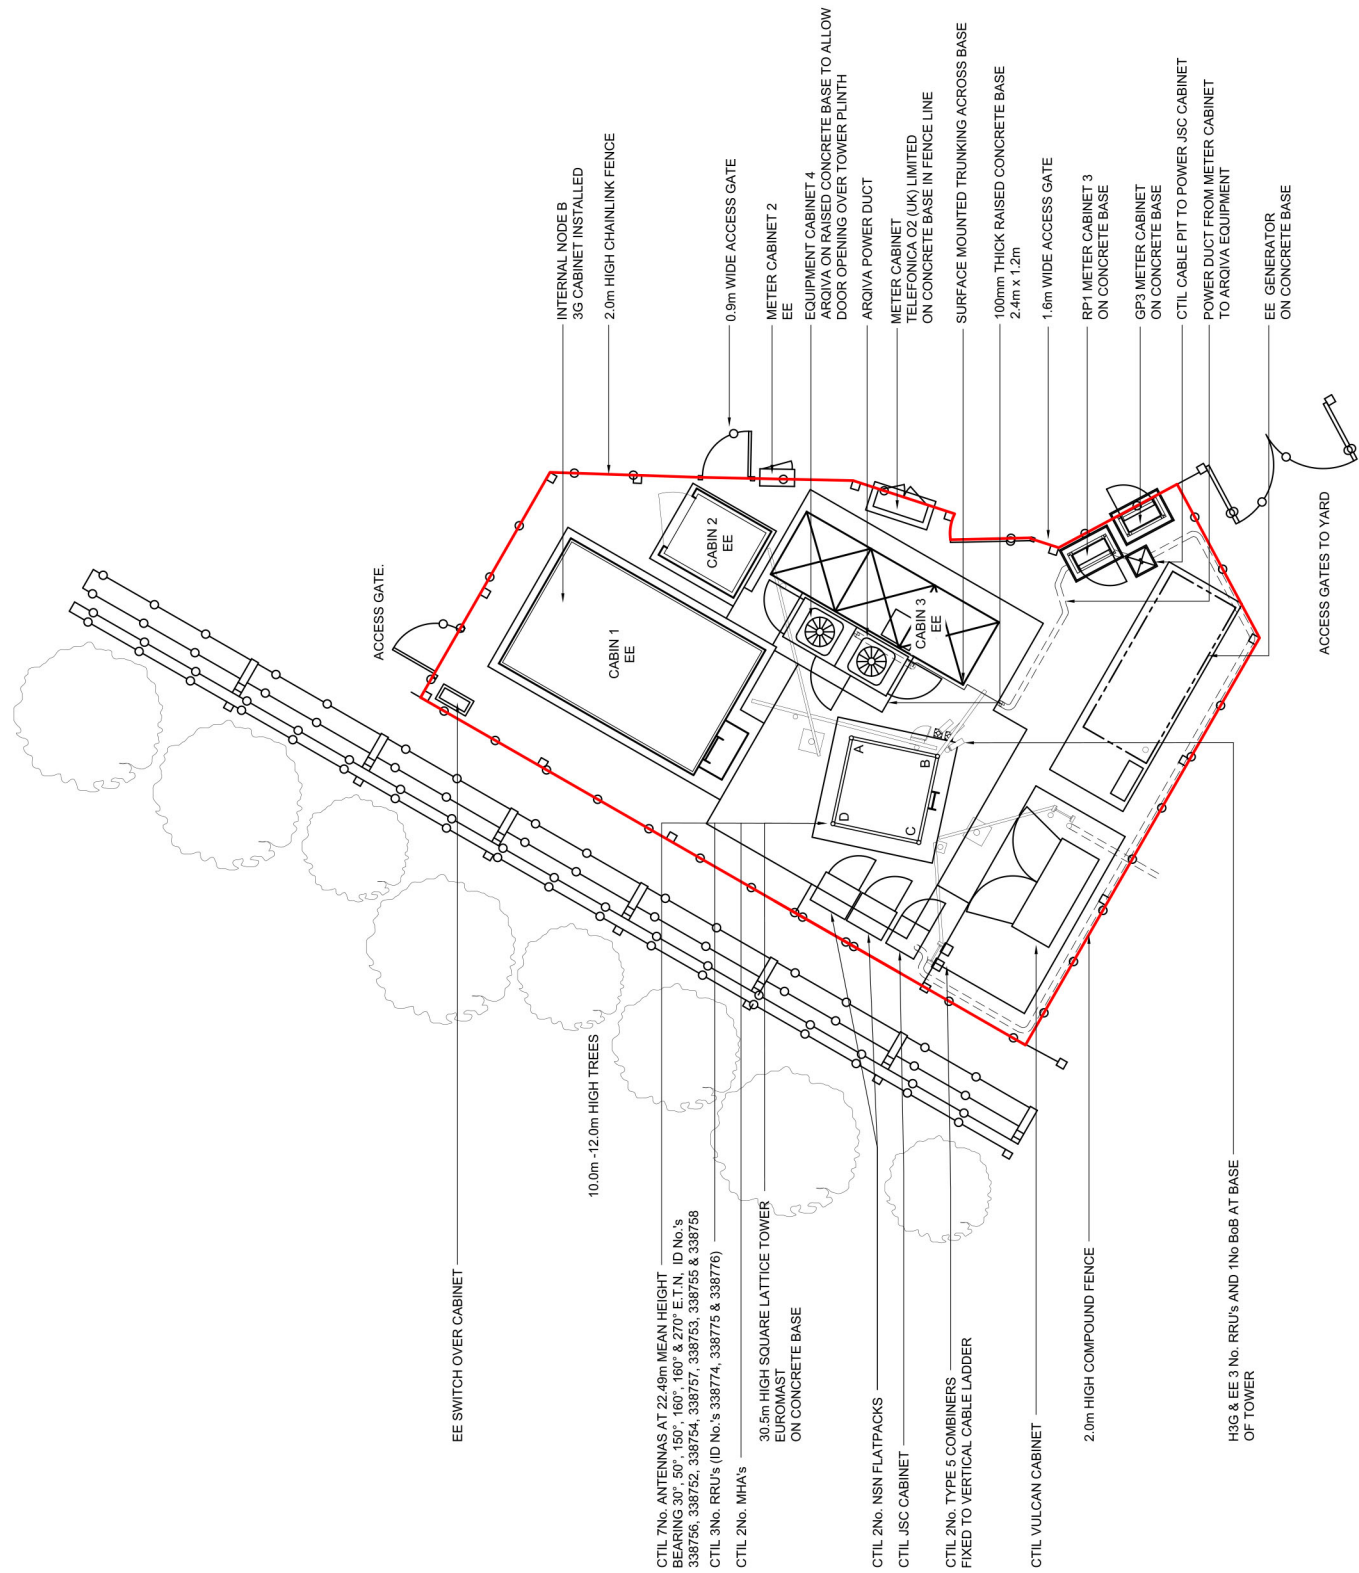 INTERNAL NODE B
3G CABINET INSTALLED
2.0m HIGH CHAINLINK FENCE
0.9m WIDE ACCESS GATE
METER CABINET 2
EE
EQUIPMENT CABINET 4
ARQIVA ON RAISED CONCRETE BASE TO ALLOW
DOOR OPENING OVER TOWER PLINTH
ARQIVA POWER DUCT
METER CABINET
TELEFONICA O2 (UK) LIMITED
ON CONCRETE BASE IN FENCE LINE
SURFACE MOUNTED TRUNKING ACROSS BASE
100mm THICK RAISED CONCRETE BASE
2.4m x 1.2m
1.6m WIDE ACCESS GATE
RP1 METER CABINET 3
ON CONCRETE BASE
GP3 METER CABINET
ON CONCRETE BASE
CTIL CABLE PIT TO POWER JSC CABINET
POWER DUCT FROM METER CABINET
TO ARQIVA EQUIPMENT
EE GENERATOR
ON CONCRETE BASE
ACCESS GATE.
CABIN 1
EE
CABIN 2
EE
CABIN 3
EE
A
B
C
D
ACCESS GATES TO YARD
10.0m -12.0m HIGH TREES
EE SWITCH OVER CABINET
CTIL 7No. ANTENNAS AT 22.49m MEAN HEIGHT
BEARING 30°, 50°, 150°, 160°, 160° & 270° E.T.N, ID No.'s
338756, 338752, 338754, 338757, 338753, 338755 & 338758
CTIL 3No. RRU's (ID No.'s 338774, 338775 & 338776)
CTIL 2No. MHA's
30.5m HIGH SQUARE LATTICE TOWER
EUROMAST
ON CONCRETE BASE
CTIL 2No. NSN FLATPACKS
CTIL JSC CABINET
CTIL 2No. TYPE 5 COMBINERS
FIXED TO VERTICAL CABLE LADDER
CTIL VULCAN CABINET
2.0m HIGH COMPOUND FENCE
H3G & EE 3 No. RRU's AND 1No BoB AT BASE
OF TOWER